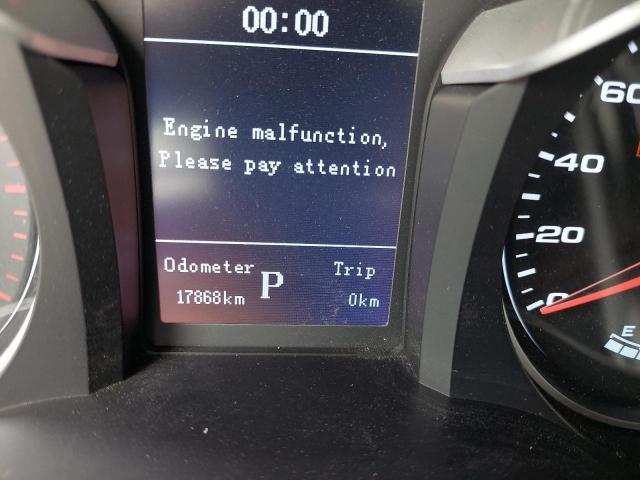 00:00
Engine malfunction,
Please pay attention
Odometer
17868km
P
Trip
0km
60
40
20
0
E